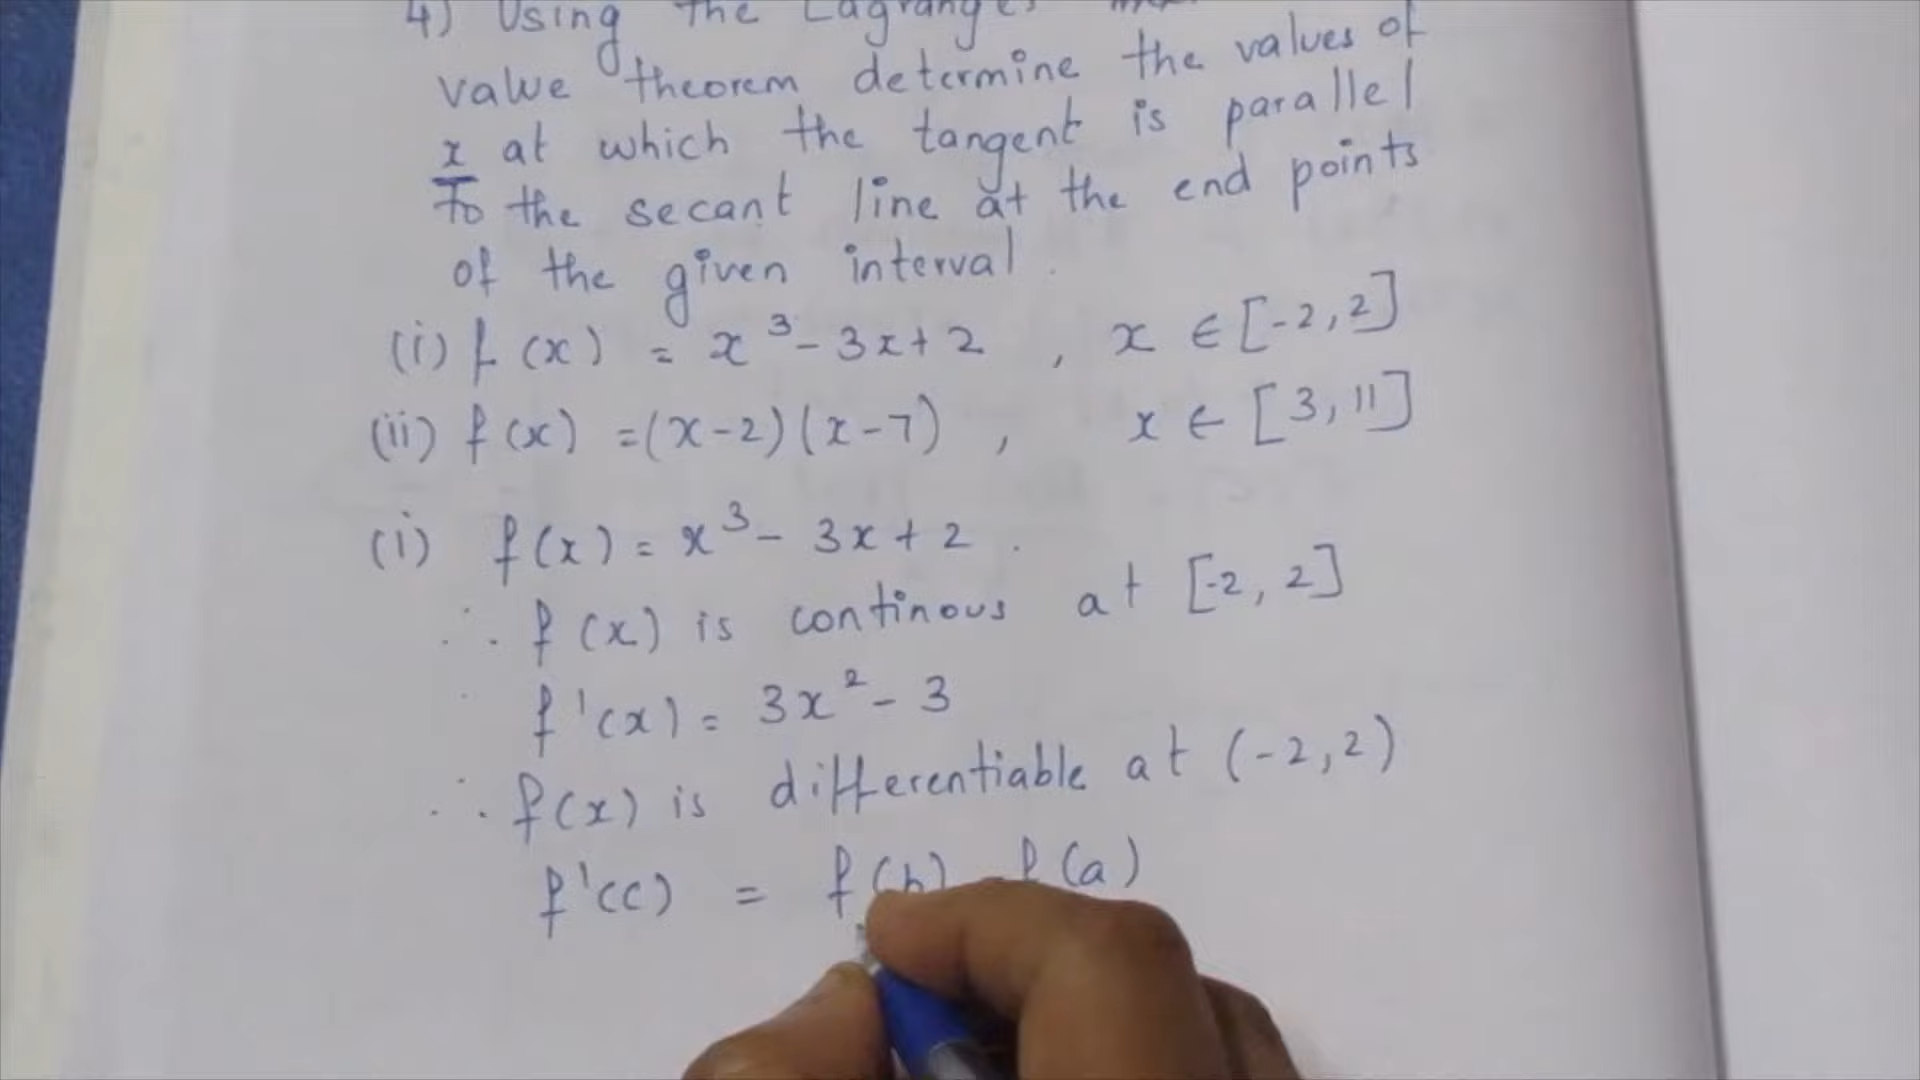 4) Using the Lagrange's
value theorem determine the values of
x at which the tangent is parallel
To the secant line at the end points
of the given interval.
(i) f(x) = x³ - 3x + 2 , x ∈ [-2, 2]
(ii) f(x) = (x-2)(x-7) , x ∈ [3, 11]
(i) f(x) = x³ - 3x + 2 .
∴ f(x) is continous at [-2, 2]
f'(x) = 3x² - 3
∴ f(x) is differentiable at (-2, 2)
f'(c) = f(b) - f(a)